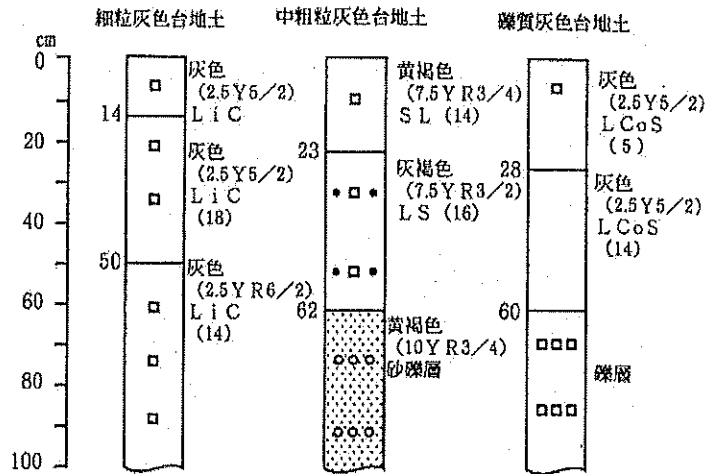 細粒灰色台地土
中粗粒灰色台地土
礫質灰色台地土
cm
0
20
40
60
80
100
灰色
(2.5Y5/2)
LiC
14
灰色
(2.5Y5/2)
LiC
(18)
50
灰色
(2.5YR6/2)
LiC
(14)
黄褐色
(7.5YR3/4)
SL (14)
23
灰褐色
(7.5YR3/2)
LS (16)
62
黄褐色
(10YR3/4)
砂礫層
灰色
(2.5Y5/2)
LCoS
(5)
28
灰色
(2.5Y5/2)
LCoS
(14)
60
礫層